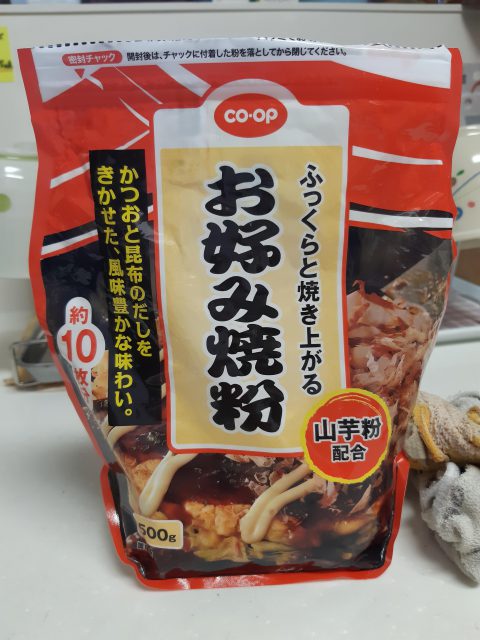 密封チャック 開封後は、チャックに付着した粉を落としてから閉じてください。
co·op
ふっくらと焼き上がる
お好み焼粉
かつおと昆布のだしを
きかせた、風味豊かな味わい。
約
10枚分
山芋粉
配合
500g